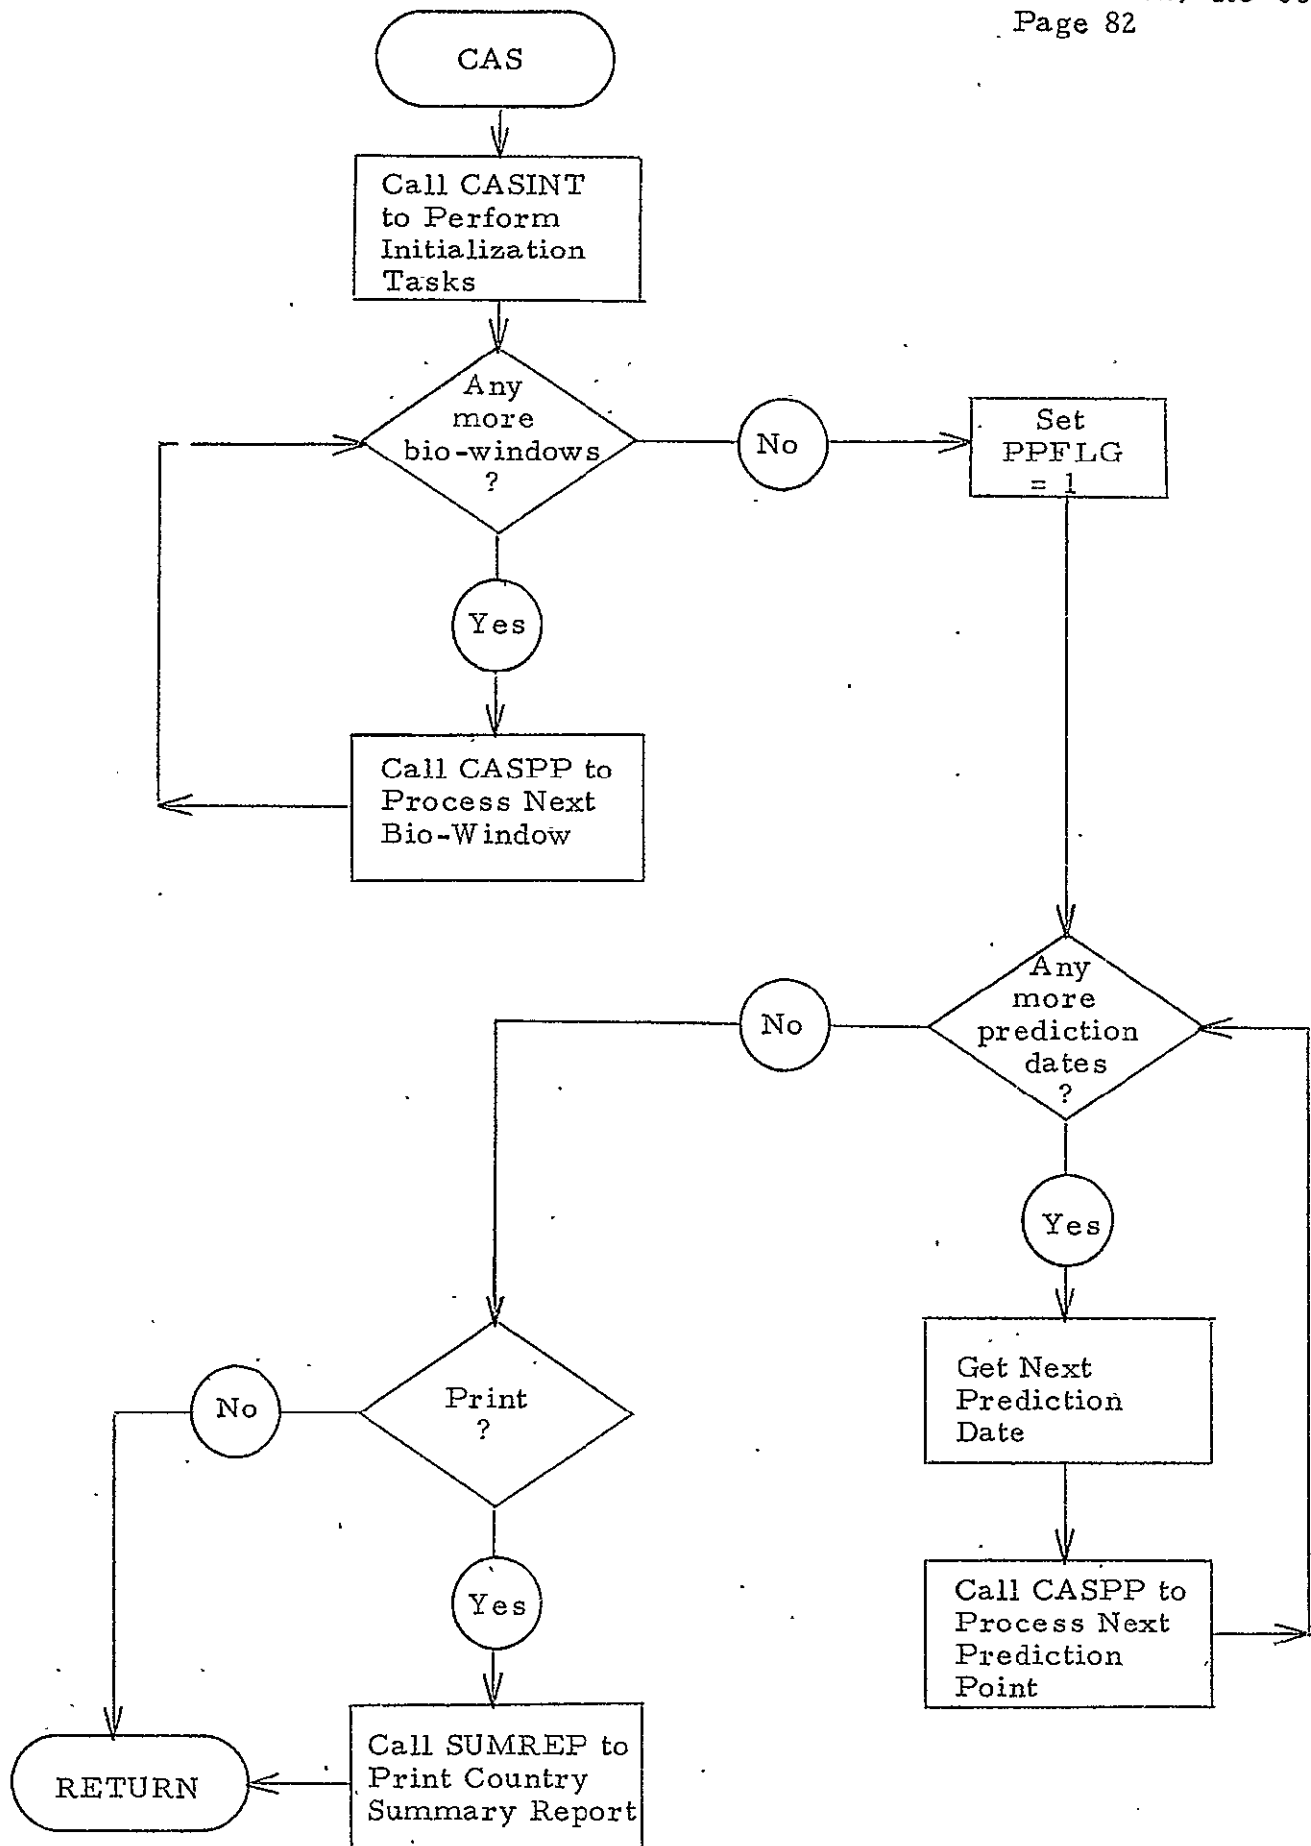 Page 82
CAS
Call CASINT
to Perform
Initialization
Tasks
Any
more
bio-windows
?
No
Set
PPFLG
= 1
Yes
Call CASPP to
Process Next
Bio-Window
Any
more
prediction
dates
?
No
Yes
Get Next
Prediction
Date
Call CASPP to
Process Next
Prediction
Point
Print
?
No
Yes
Call SUMREP to
Print Country
Summary Report
RETURN